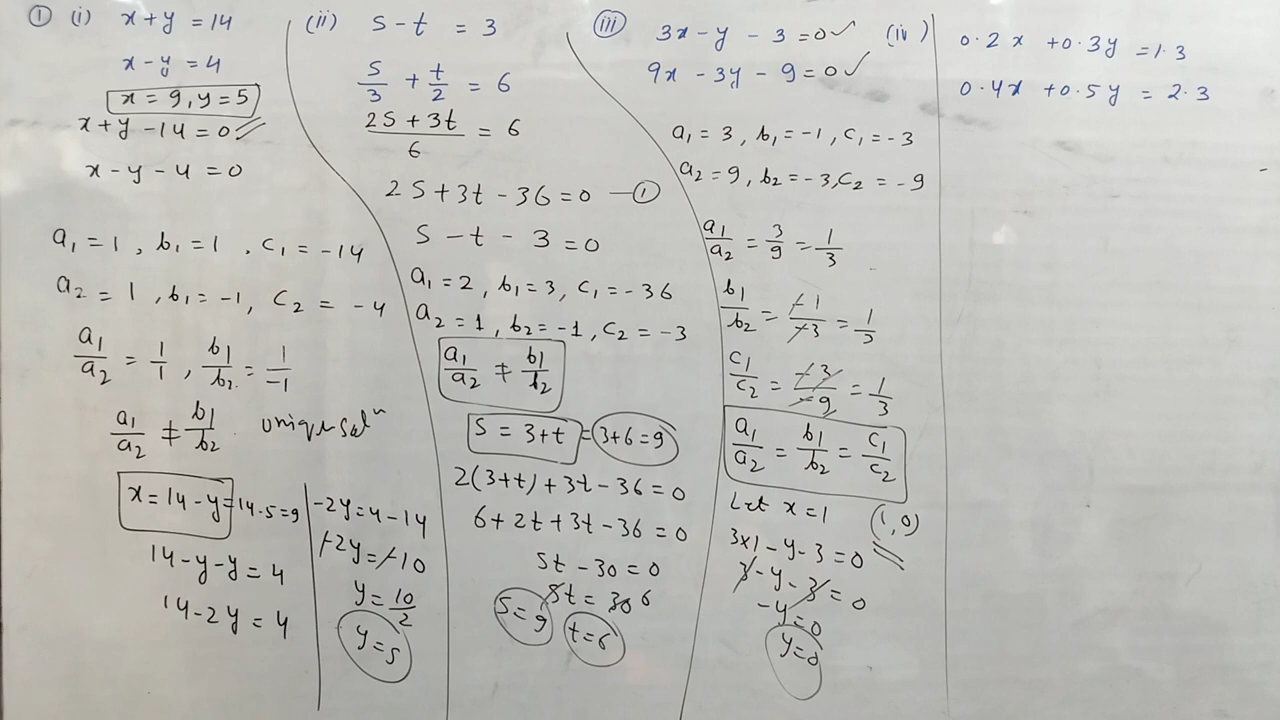 ① (i) x + y = 14
x - y = 4
x = 9, y = 5
x + y - 14 = 0
x - y - 4 = 0
a₁ = 1, b₁ = 1, c₁ = -14
a₂ = 1, b₁ = -1, c₂ = -4
a₁/a₂ = 1/1, b₁/b₂ = 1/-1
a₁/a₂ ≠ b₁/b₂ unique solⁿ
x = 14 - y = 14 - 5 = 9
14 - y - y = 4
14 - 2y = 4
-2y = 4 - 14
-2y = -10
y = 10/2
y = 5
(ii) s - t = 3
s/3 + t/2 = 6
(2s + 3t)/6 = 6
2s + 3t - 36 = 0 — ①
s - t - 3 = 0
a₁ = 2, b₁ = 3, c₁ = -36
a₂ = 1, b₂ = -1, c₂ = -3
a₁/a₂ ≠ b₁/b₂
s = 3 + t = 3 + 6 = 9
2(3 + t) + 3t - 36 = 0
6 + 2t + 3t - 36 = 0
5t - 30 = 0
5t = 30 6
s = 9 t = 6
(iii) 3x - y - 3 = 0 ✓
9x - 3y - 9 = 0 ✓
a₁ = 3, b₁ = -1, c₁ = -3
a₂ = 9, b₂ = -3, c₂ = -9
a₁/a₂ = 3/9 = 1/3
b₁/b₂ = -1/-3 = 1/3
c₁/c₂ = -3/-9 = 1/3
a₁/a₂ = b₁/b₂ = c₁/c₂
Let x = 1 (1, 0)
3×1 - y - 3 = 0
3 - y - 3 = 0
-y = 0
y = 0
(iv) 0.2x + 0.3y = 1.3
0.4x + 0.5y = 2.3